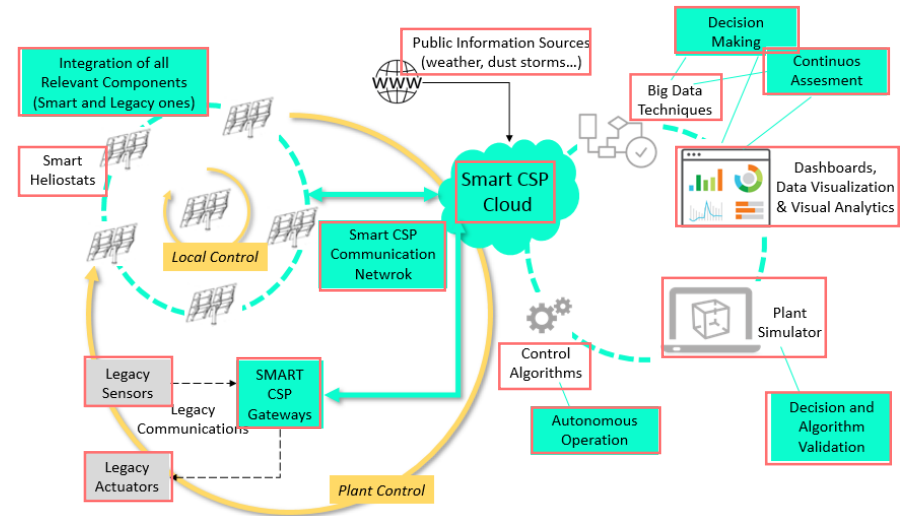 Decision
Making
Public Information Sources
(weather, dust storms...)
Integration of all
Relevant Components
(Smart and Legacy ones)
Continuos
Assesment
WWW
Big Data
Techniques
Smart
Heliostats
Dashboards,
Data Visualization
& Visual Analytics
Smart CSP
Cloud
Local Control
Smart CSP
Communication
Netwrok
Plant
Simulator
Control
Algorithms
Legacy
Sensors
SMART
CSP
Gateways
Legacy
Communications
Autonomous
Operation
Decision and
Algorithm
Validation
Legacy
Actuators
Plant Control